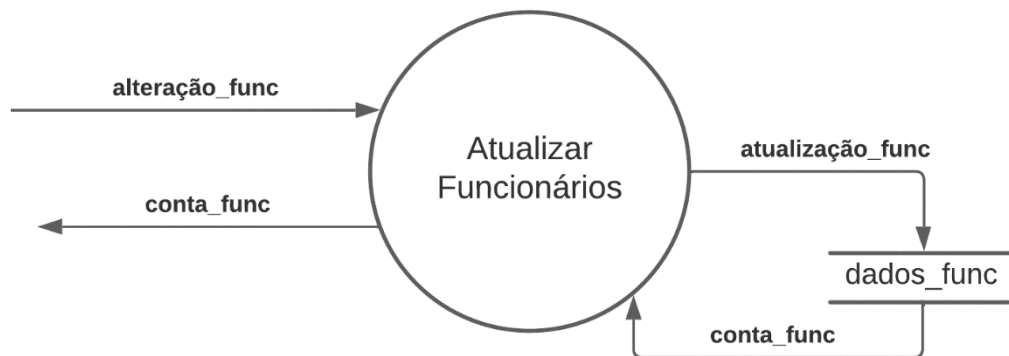 alteração_func
conta_func
Atualizar
Funcionários
atualização_func
dados_func
conta_func